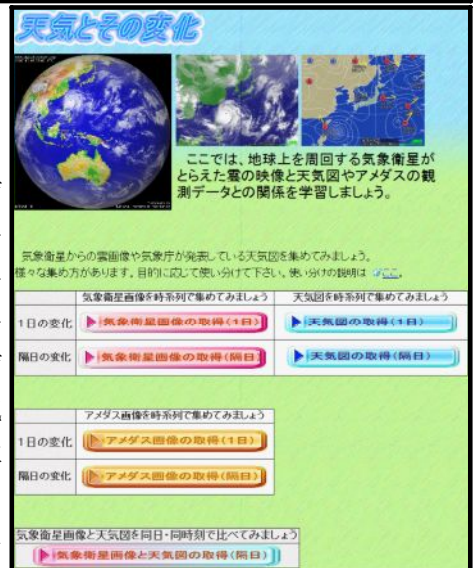 天気とその変化
ここでは、地球上を周回する気象衛星が
とらえた雲の映像と天気図やアメダスの観
測データとの関係を学習しましょう。
気象衛星からの雲画像や気象庁が発表している天気図を集めてみましょう。
様々な集め方があります。目的に応じて使い分けて下さい。使い分けの説明は ここ。
気象衛星画像を時系列で集めてみましょう 天気図を時系列で集めてみましょう
1日の変化 気象衛星画像の取得(1日) 天気図の取得(1日)
隔日の変化 気象衛星画像の取得(隔日) 天気図の取得(隔日)
アメダス画像を時系列で集めてみましょう
1日の変化 アメダス画像の取得(1日)
隔日の変化 アメダス画像の取得(隔日)
気象衛星画像と天気図を同日・同時刻で比べてみましょう
気象衛星画像と天気図の取得(隔日)